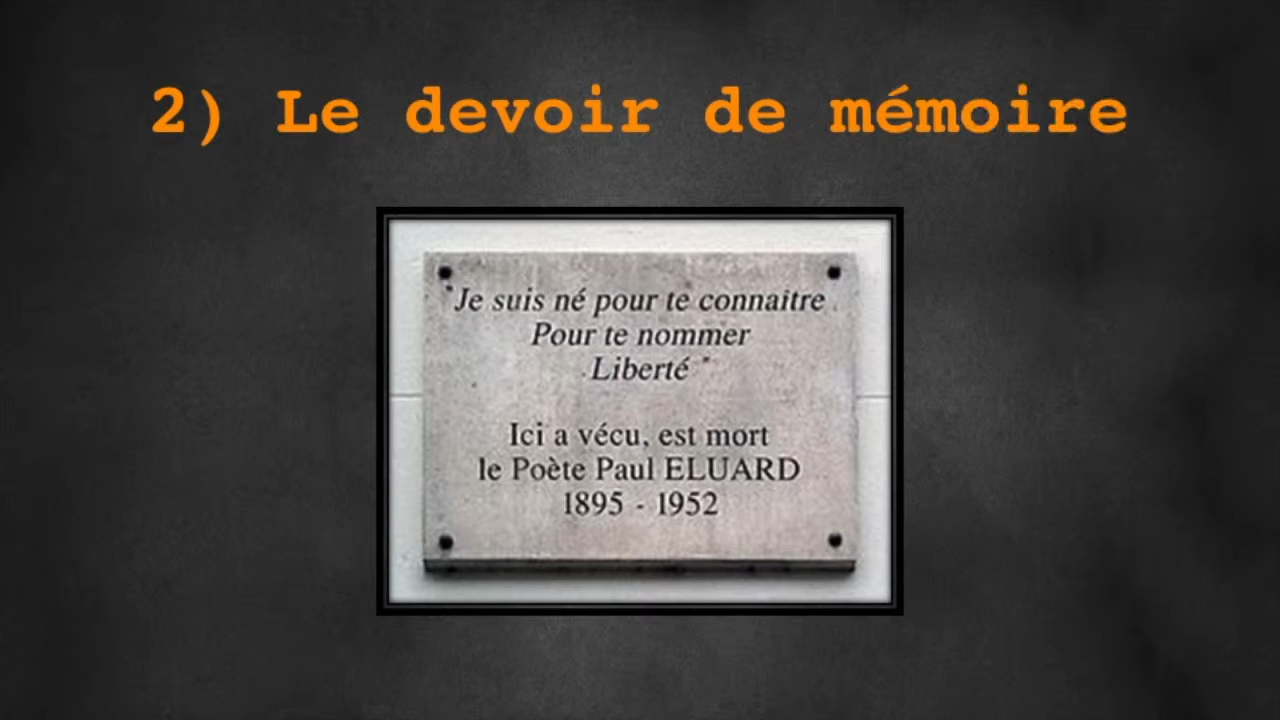 2) Le devoir de mémoire
"Je suis né pour te connaitre
Pour te nommer
Liberté"
Ici a vécu, est mort
le Poète Paul ELUARD
1895 - 1952